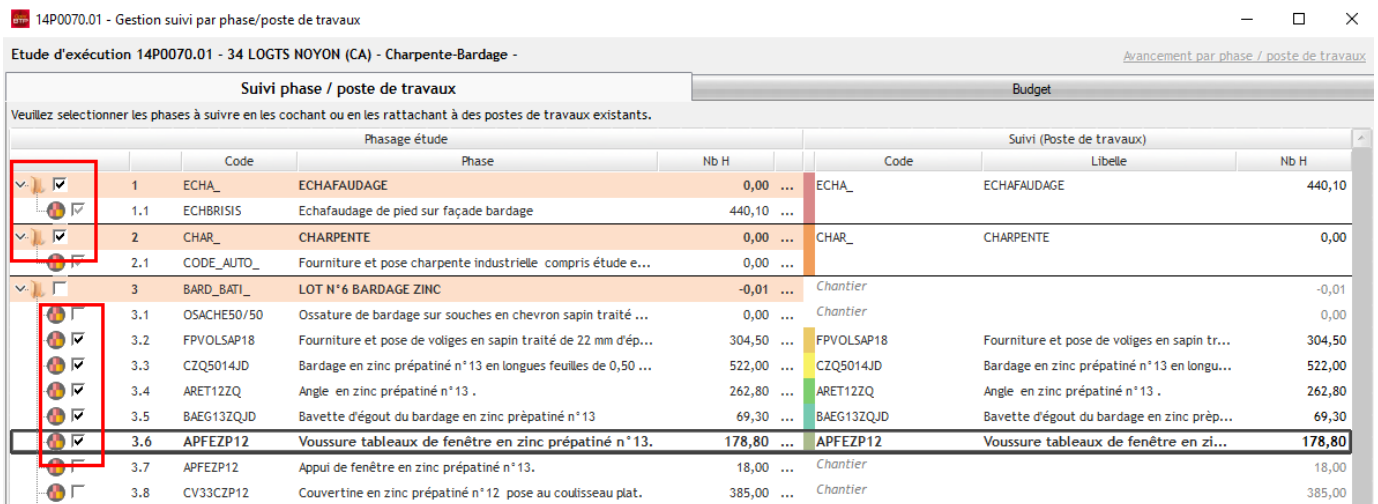 14P0070.01 - Gestion suivi par phase/poste de travaux
Etude d'exécution 14P0070.01 - 34 LOGTS NOYON (CA) - Charpente-Bardage -
Avancement par phase / poste de travaux
Suivi phase / poste de travaux Budget
Veuillez selectionner les phases à suivre en les cochant ou en les rattachant à des postes de travaux existants.
Phasage étude Suivi (Poste de travaux)
Code Phase Nb H Code Libelle Nb H
1 ECHA_ ECHAFAUDAGE 0,00 ... ECHA_ ECHAFAUDAGE 440,10
1.1 ECHBRISIS Echafaudage de pied sur façade bardage 440,10 ...
2 CHAR_ CHARPENTE 0,00 ... CHAR_ CHARPENTE 0,00
2.1 CODE_AUTO_ Fourniture et pose charpente industrielle compris étude e... 0,00 ...
3 BARD_BATI_ LOT N°6 BARDAGE ZINC -0,01 ... Chantier -0,01
3.1 OSACHE50/50 Ossature de bardage sur souches en chevron sapin traité ... 0,00 ... Chantier 0,00
3.2 FPVOLSAP18 Fourniture et pose de voliges en sapin traité de 22 mm d'ép... 304,50 ... FPVOLSAP18 Fourniture et pose de voliges en sapin tr... 304,50
3.3 CZQ5014JD Bardage en zinc prépatiné n°13 en longues feuilles de 0,50 ... 522,00 ... CZQ5014JD Bardage en zinc prépatiné n°13 en longu... 522,00
3.4 ARET12ZQ Angle en zinc prépatiné n°13 . 262,80 ... ARET12ZQ Angle en zinc prépatiné n°13 . 262,80
3.5 BAEG13ZQJD Bavette d'égout du bardage en zinc prèpatiné n°13 69,30 ... BAEG13ZQJD Bavette d'égout du bardage en zinc prèp... 69,30
3.6 APFEZP12 Voussure tableaux de fenêtre en zinc prépatiné n°13. 178,80 ... APFEZP12 Voussure tableaux de fenêtre en zi... 178,80
3.7 APFEZP12 Appui de fenêtre en zinc prépatiné n°13. 18,00 ... Chantier 18,00
3.8 CV33CZP12 Couvertine en zinc prépatiné n°12 pose au coulisseau plat. 385,00 ... Chantier 385,00